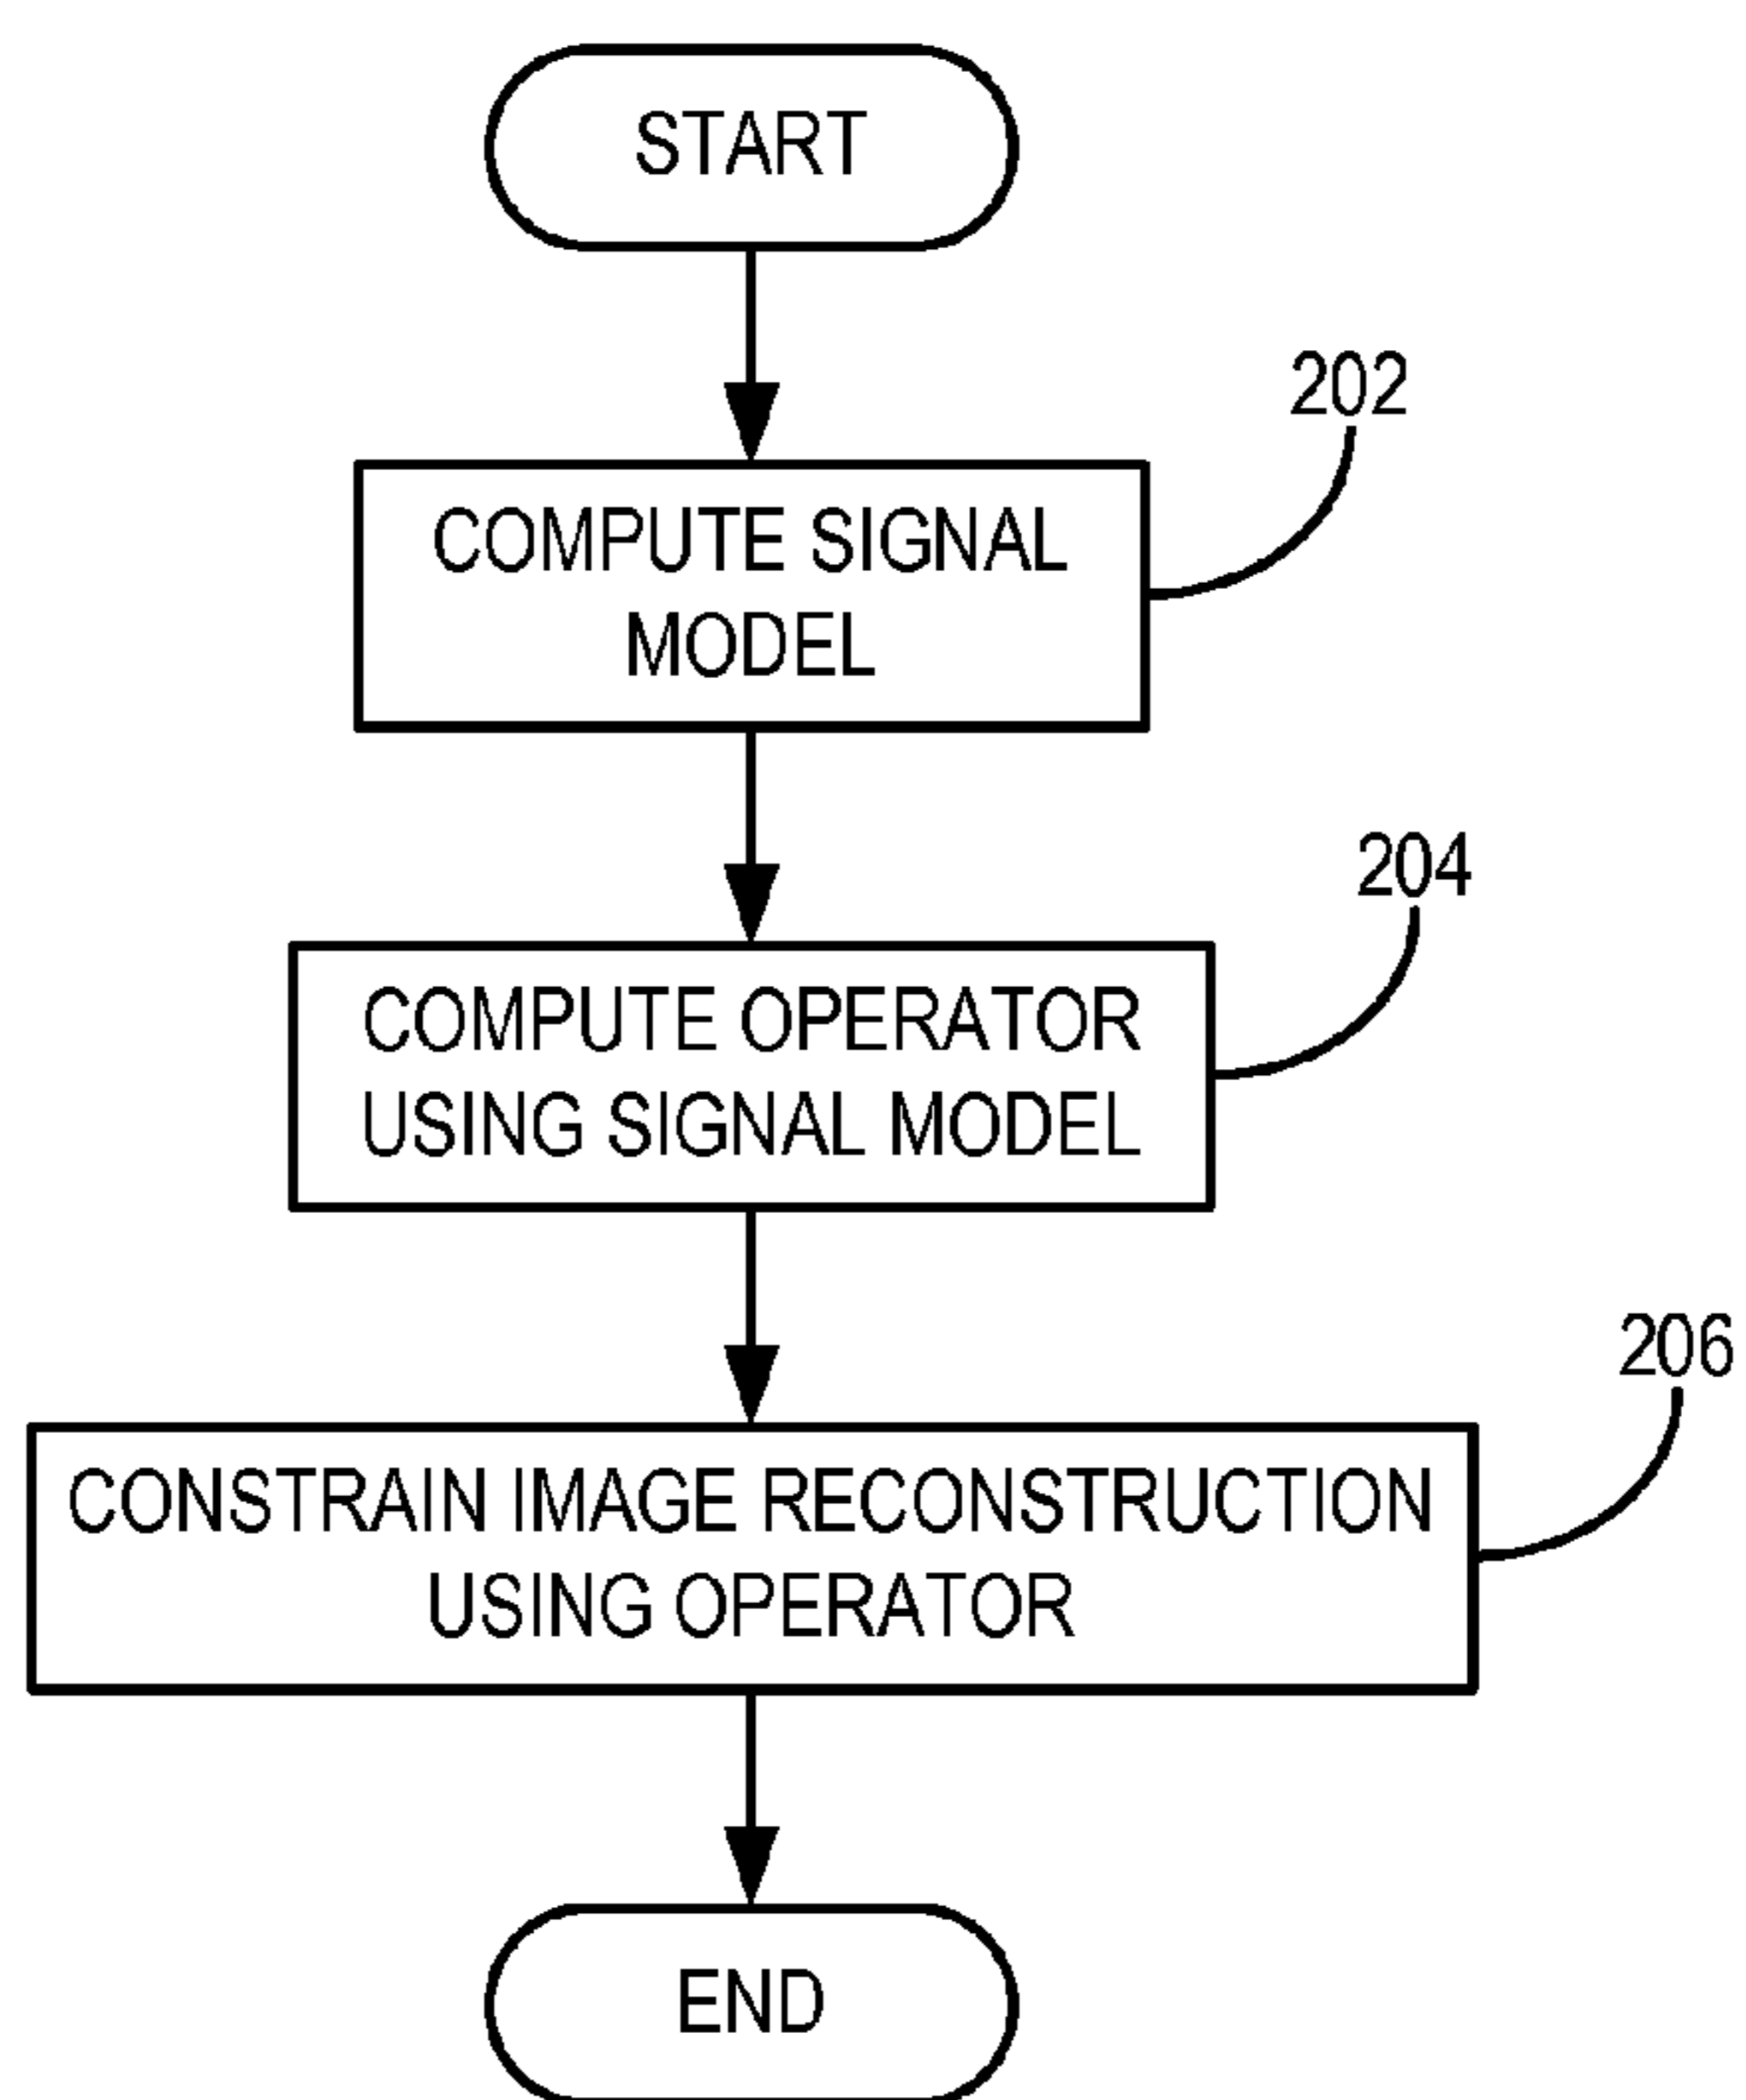 START
202
COMPUTE SIGNAL
MODEL
204
COMPUTE OPERATOR
USING SIGNAL MODEL
206
CONSTRAIN IMAGE RECONSTRUCTION
USING OPERATOR
END